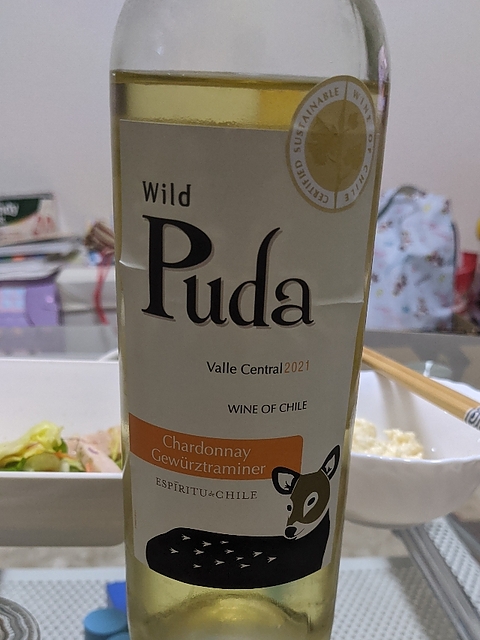 CERTIFIED SUSTAINABLE WINE OF CHILE
Wild
Puda
Valle Central 2021
WINE OF CHILE
Chardonnay
Gewürztraminer
ESPÍRITU de CHILE